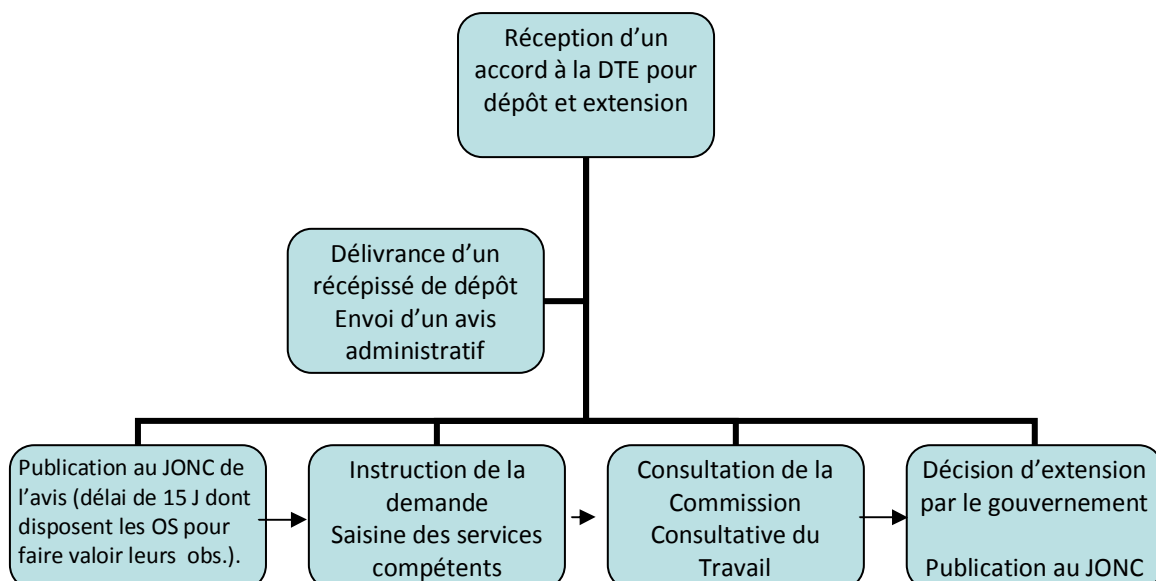 Réception d’un
accord à la DTE pour
dépôt et extension
Délivrance d’un
récépissé de dépôt
Envoi d’un avis
administratif
Publication au JONC de
l’avis (délai de 15 J dont
disposent les OS pour
faire valoir leurs obs.).
Instruction de la
demande
Saisine des services
compétents
Consultation de la
Commission
Consultative du
Travail
Décision d’extension
par le gouvernement
Publication au JONC